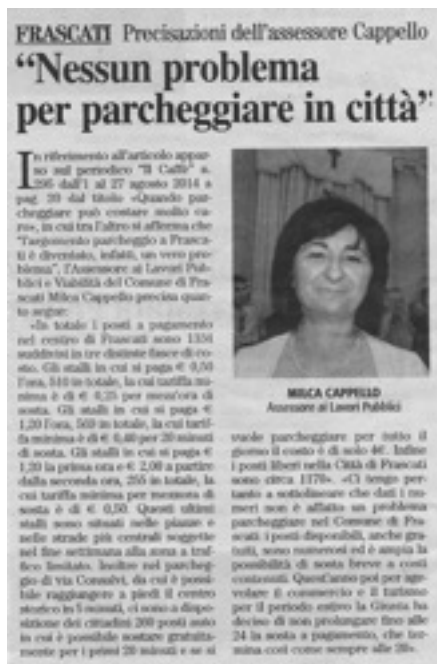 FRASCATI Precisazioni dell'assessore Cappello
“Nessun problema
per parcheggiare in città”
In riferimento all'articolo appar-
so sul periodico "Il Caffè" n.
295 dall'1 al 27 agosto 2014 a
pag. 20 dal titolo «Quando par-
cheggiare può costare molto ca-
ro», in cui tra l'altro si afferma che
"l'argomento parcheggio a Frasca-
ti è diventato, infatti, un vero pro-
blema", l'Assessore ai Lavori Pub-
blici e Viabilità del Comune di Fra-
scati Milca Cappello precisa quan-
to segue:
«In totale i posti a pagamento
nel centro di Frascati sono
suddivisi in tre distinte fasce di co-
sto. Gli stalli in cui si paga € 0,50
l'ora, 510 in totale, la cui tariffa mi-
nima è di € 0,25 per mezz'ora di
sosta. Gli stalli in cui si paga €
1,20 l'ora, 569 in totale, la cui tarif-
fa minima è di € 0,40 per 20 minuti
di sosta. Gli stalli in cui si paga €
1,20 la prima ora e € 2,00 a partire
dalla seconda ora, 255 in totale, la
cui tariffa minima per mezzora di
sosta è di € 0,50. Questi ultimi
stalli sono situati nelle piazze e
nelle strade più centrali soggette
nel fine settimana alla zona a traf-
fico limitato. Inoltre nel parcheg-
gio di via Consalvi, da cui è possi-
bile raggiungere a piedi il centro
storico in 5 minuti, ci sono a dispo-
sizione dei cittadini 200 posti auto
in cui è possibile sostare gratuita-
mente per i primi 20 minuti e se si
MILCA CAPPELLO
Assessore ai Lavori Pubblici
vuole parcheggiare per tutto il
giorno il costo è di solo 4€. Infine
i posti liberi nella Città di Frascati
sono circa 1170». «Ci tengo per-
tanto a sottolineare che dati i nu-
meri non è affatto un problema
parcheggiare nel Comune di Fra-
scati: i posti disponibili, anche gra-
tuiti, sono numerosi ed è ampia la
possibilità di sosta breve a costi
contenuti. Quest'anno poi per age-
volare il commercio e il turismo
per il periodo estivo la Giunta ha
deciso di non prolungare fino alle
24 la sosta a pagamento, che ter-
mina così come sempre alle 20».